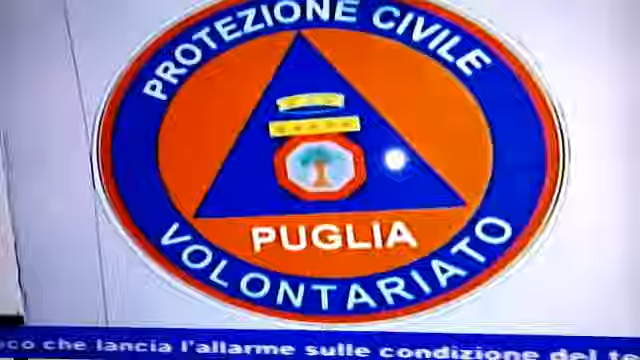 PROTEZIONE CIVILE
PUGLIA
VOLONTARIATO
che lancia l'allarme sulle condizione del